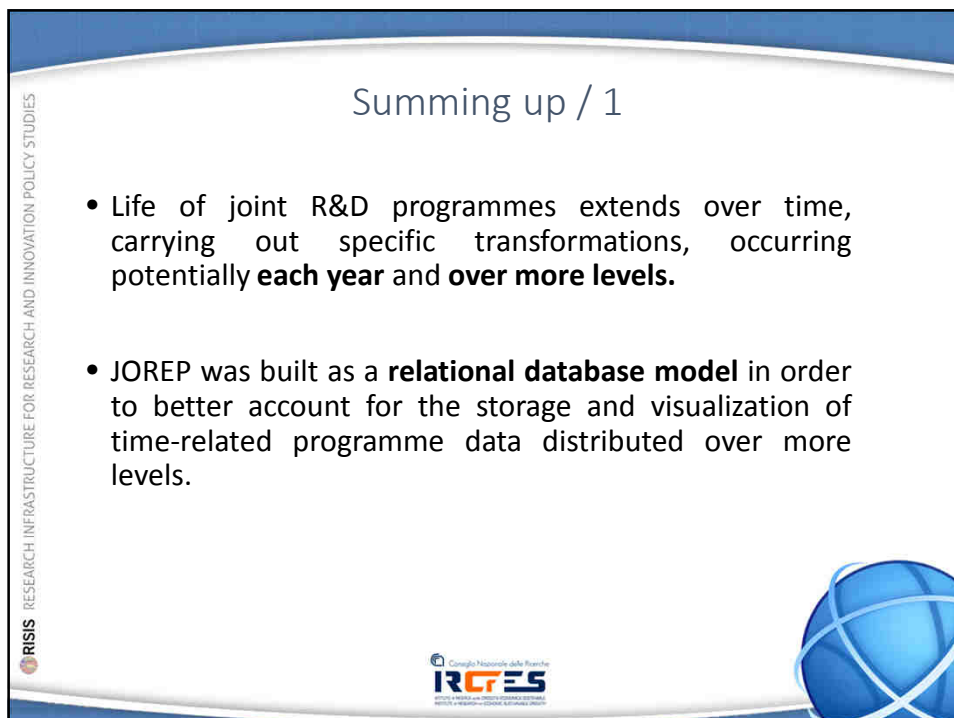 Summing up / 1
• Life of joint R&D programmes extends over time,
carrying out specific transformations, occurring
potentially each year and over more levels.
• JOREP was built as a relational database model in order
to better account for the storage and visualization of
time-related programme data distributed over more
levels.
RISIS RESEARCH INFRASTRUCTURE FOR RESEARCH AND INNOVATION POLICY STUDIES
Consiglio Nazionale delle Ricerche
IRCrES